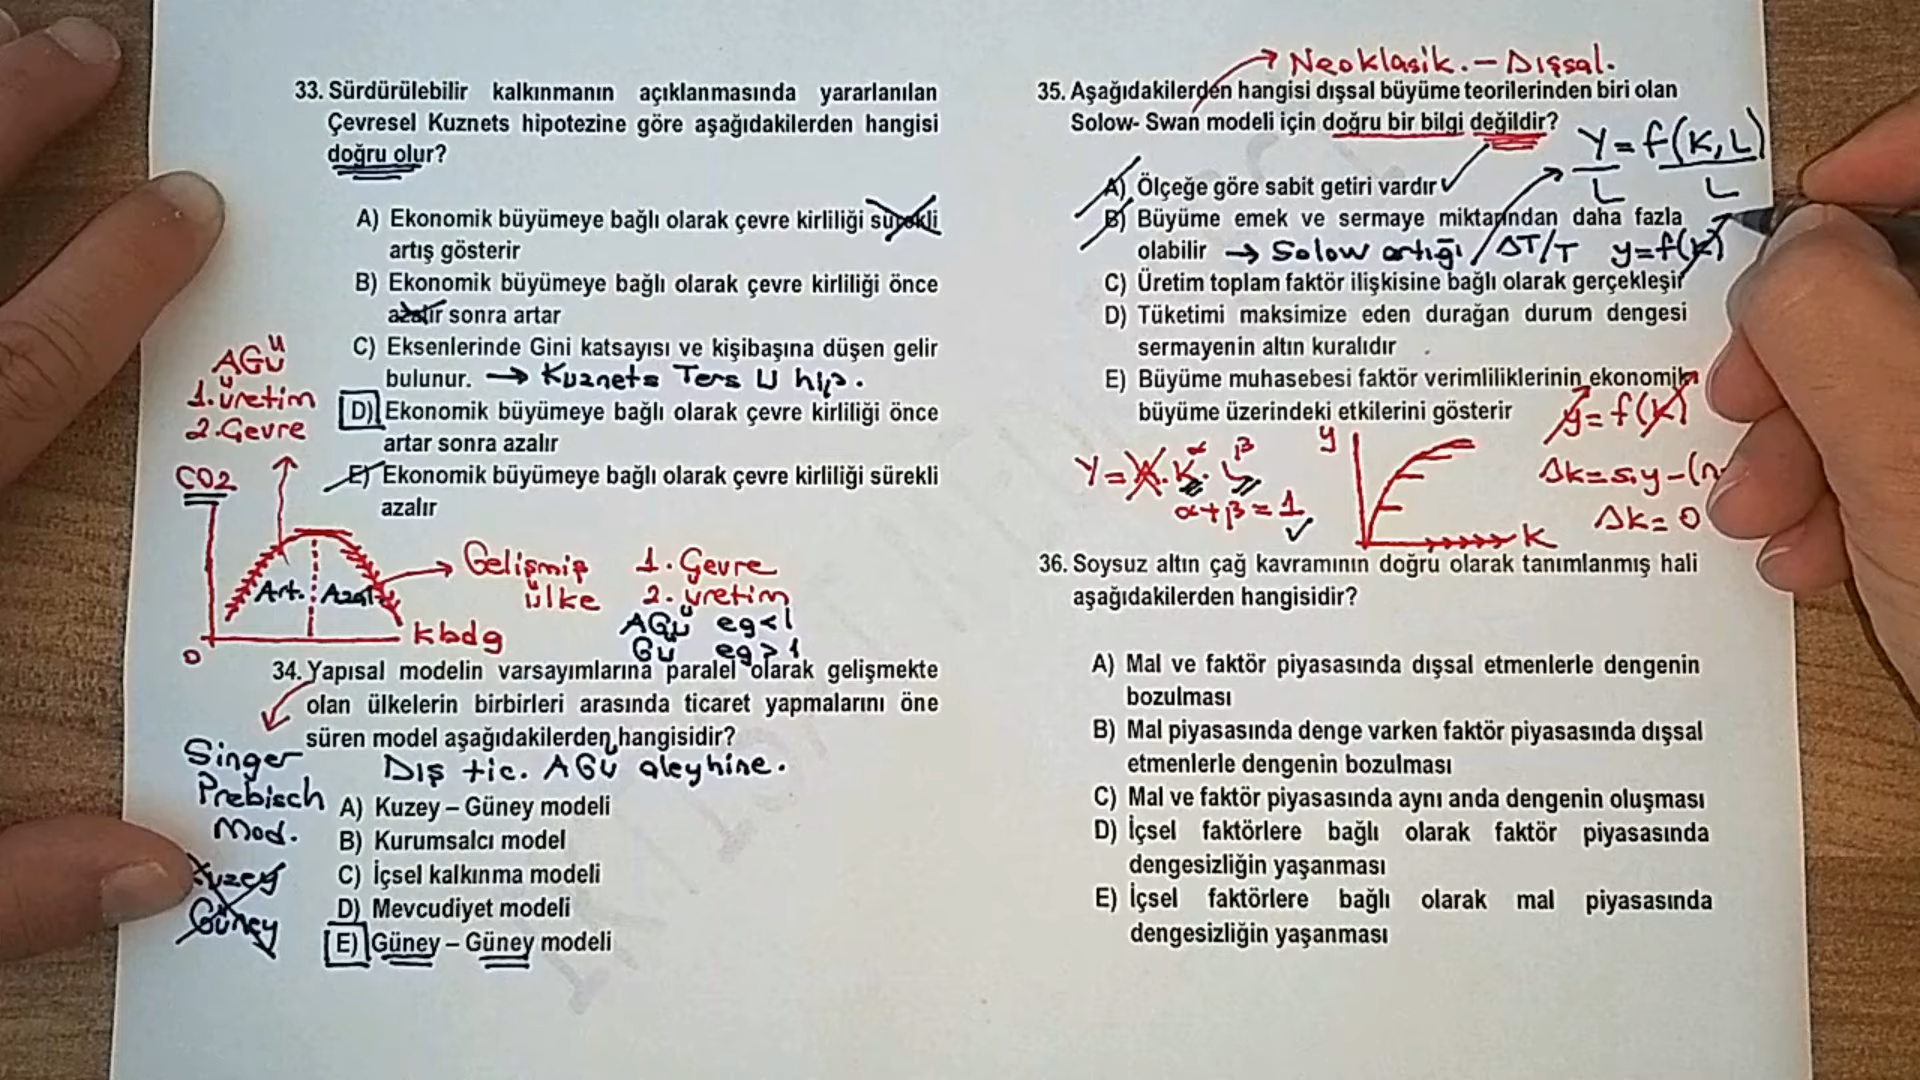 33. Sürdürülebilir kalkınmanın açıklanmasında yararlanılan
Çevresel Kuznets hipotezine göre aşağıdakilerden hangisi
doğru olur?
A) Ekonomik büyümeye bağlı olarak çevre kirliliği sürekli
artış gösterir
B) Ekonomik büyümeye bağlı olarak çevre kirliliği önce
azalır sonra artar
C) Eksenlerinde Gini katsayısı ve kişibaşına düşen gelir
bulunur. → Kuznets Ters U hip.
D) Ekonomik büyümeye bağlı olarak çevre kirliliği önce
artar sonra azalır
E) Ekonomik büyümeye bağlı olarak çevre kirliliği sürekli
azalır
AGÜ
1. üretim
2. Çevre
CO2
Art. Azal
0
kbdg
Gelişmiş
ülke
1. Çevre
2. üretim
AGÜ eg<1
GÜ eg>1
34. Yapısal modelin varsayımlarına paralel olarak gelişmekte
olan ülkelerin birbirleri arasında ticaret yapmalarını öne
süren model aşağıdakilerden hangisidir?
Dış tic. AGÜ aleyhine.
Singer
Prebisch
Mod.
Kuzey
Güney
A) Kuzey – Güney modeli
B) Kurumsalcı model
C) İçsel kalkınma modeli
D) Mevcudiyet modeli
E) Güney – Güney modeli
→ Neoklasik. – Dışsal.
35. Aşağıdakilerden hangisi dışsal büyüme teorilerinden biri olan
Solow- Swan modeli için doğru bir bilgi değildir?
Y = f(K,L)
L L
A) Ölçeğe göre sabit getiri vardır
B) Büyüme emek ve sermaye miktarından daha fazla
olabilir → Solow artığı / ΔT/T y=f(k)
C) Üretim toplam faktör ilişkisine bağlı olarak gerçekleşir
D) Tüketimi maksimize eden durağan durum dengesi
sermayenin altın kuralıdır
E) Büyüme muhasebesi faktör verimliliklerinin ekonomik
büyüme üzerindeki etkilerini gösterir
y = f(k)
Y = A.K^α.L^β
α+β = 1
y
k
Δk = s.y – (n
Δk = 0
36. Soysuz altın çağ kavramının doğru olarak tanımlanmış hali
aşağıdakilerden hangisidir?
A) Mal ve faktör piyasasında dışsal etmenlerle dengenin
bozulması
B) Mal piyasasında denge varken faktör piyasasında dışsal
etmenlerle dengenin bozulması
C) Mal ve faktör piyasasında aynı anda dengenin oluşması
D) İçsel faktörlere bağlı olarak faktör piyasasında
dengesizliğin yaşanması
E) İçsel faktörlere bağlı olarak mal piyasasında
dengesizliğin yaşanması